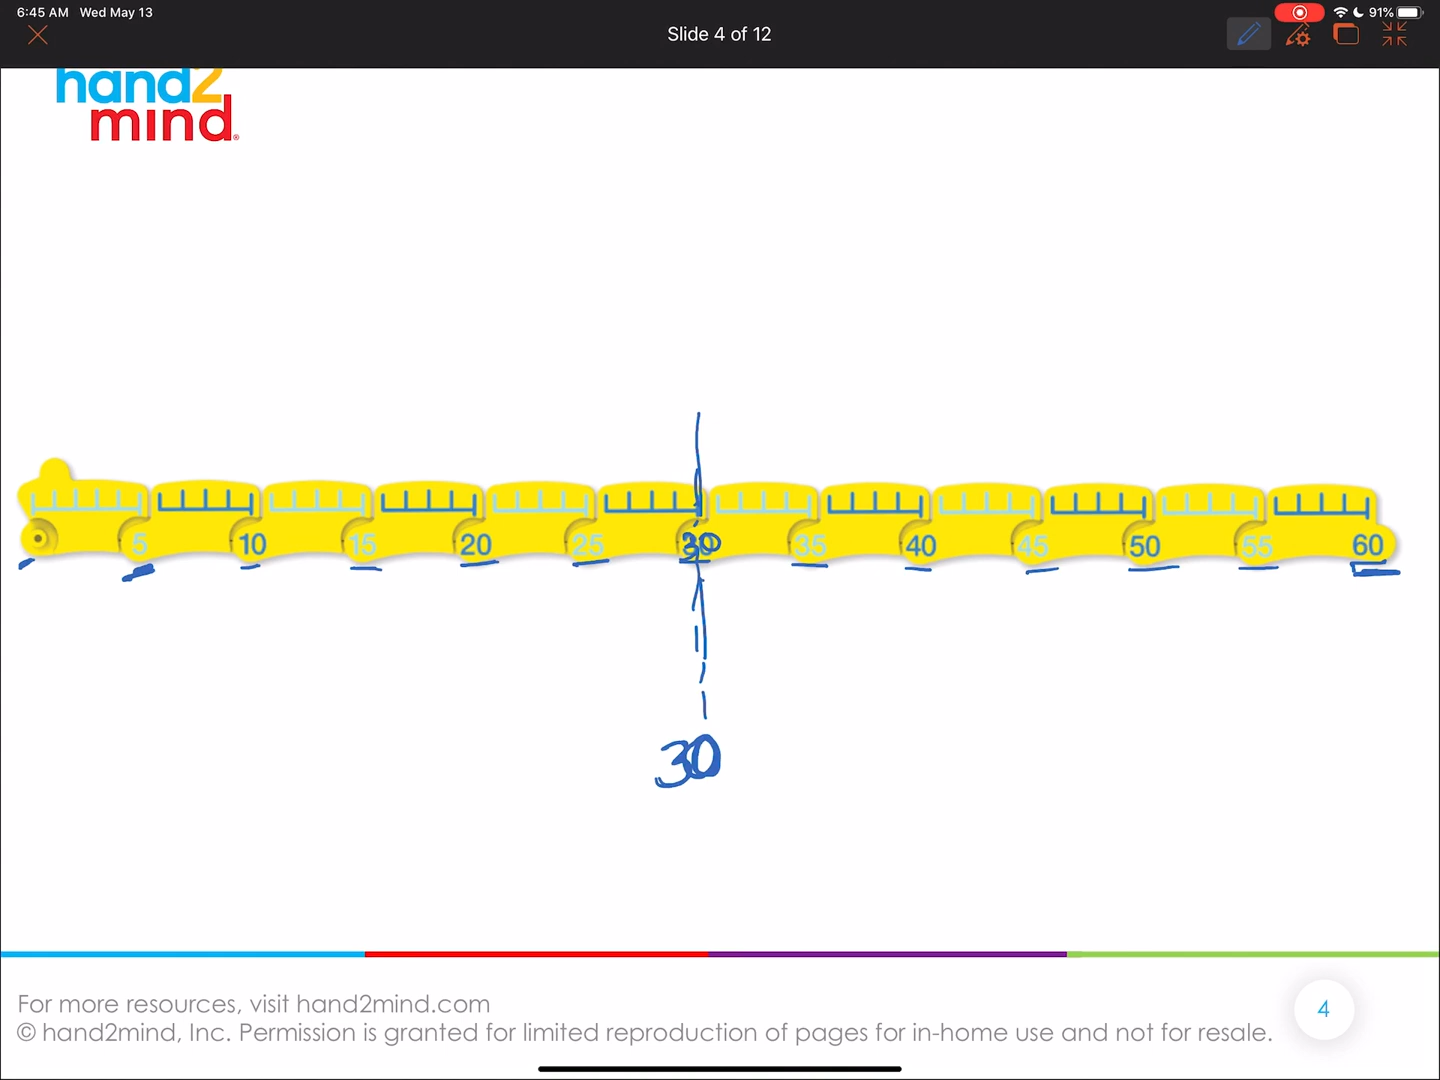 6:45 AM Wed May 13
91%
Slide 4 of 12
hand2
mind®
5 10 15 20 25 30 35 40 45 50 55 60
30
For more resources, visit hand2mind.com
© hand2mind, Inc. Permission is granted for limited reproduction of pages for in-home use and not for resale.
4